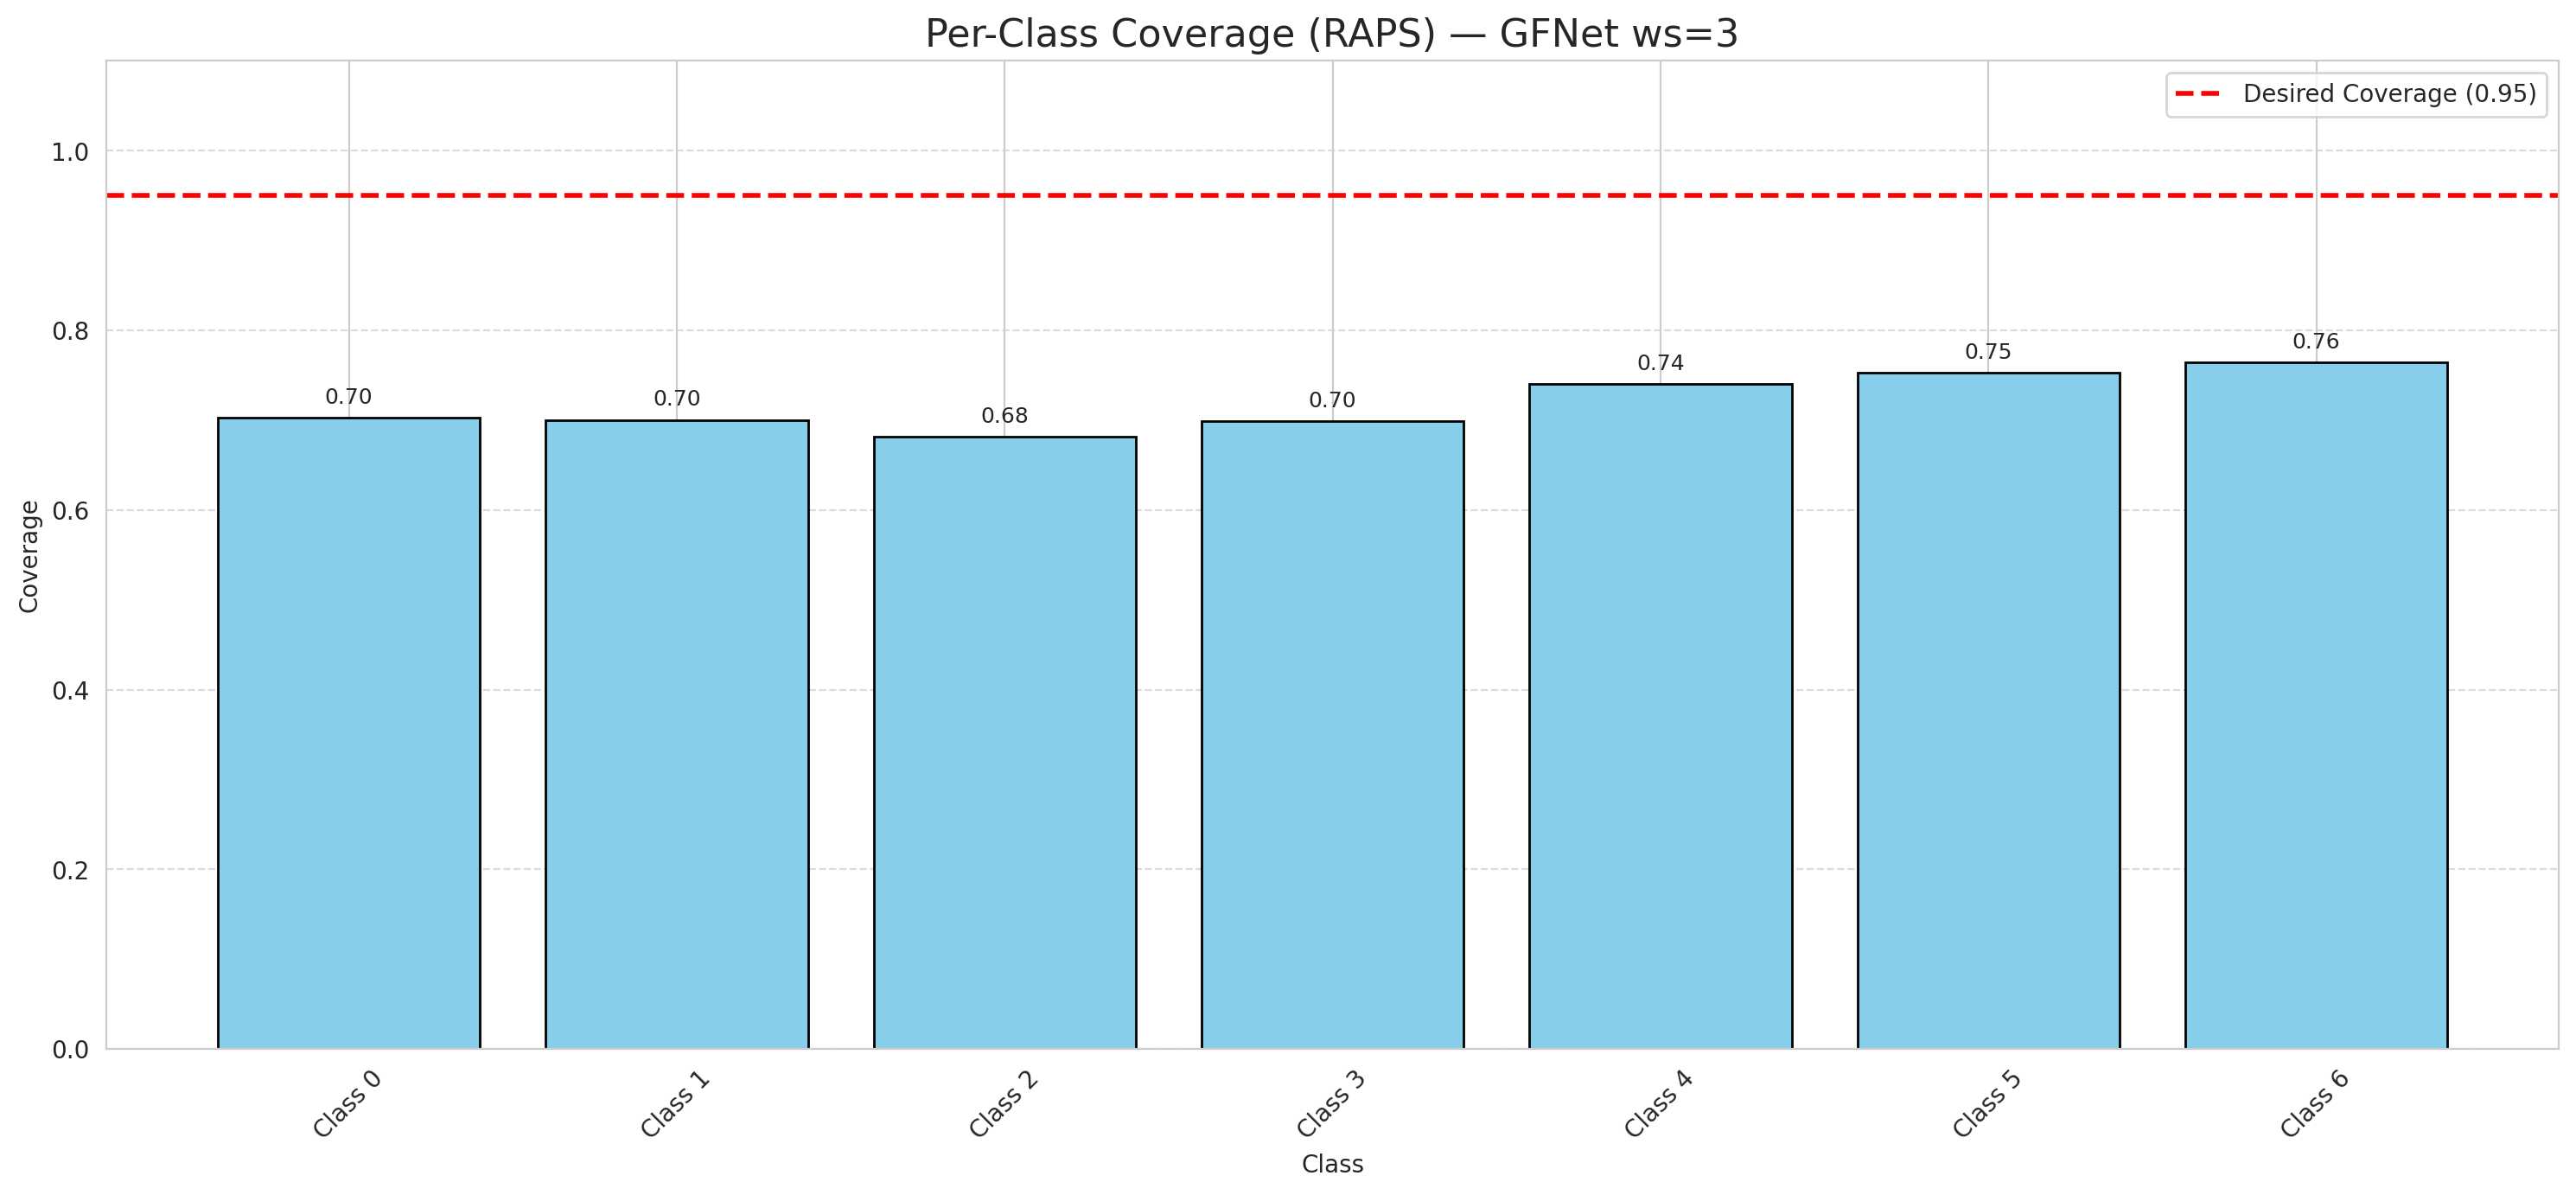 Per-Class Coverage (RAPS) — GFNet ws=3
Desired Coverage (0.95)
1.0
0.8
0.6
0.4
0.2
0.0
Coverage
0.70
0.70
0.68
0.70
0.74
0.75
0.76
Class 0
Class 1
Class 2
Class 3
Class 4
Class 5
Class 6
Class